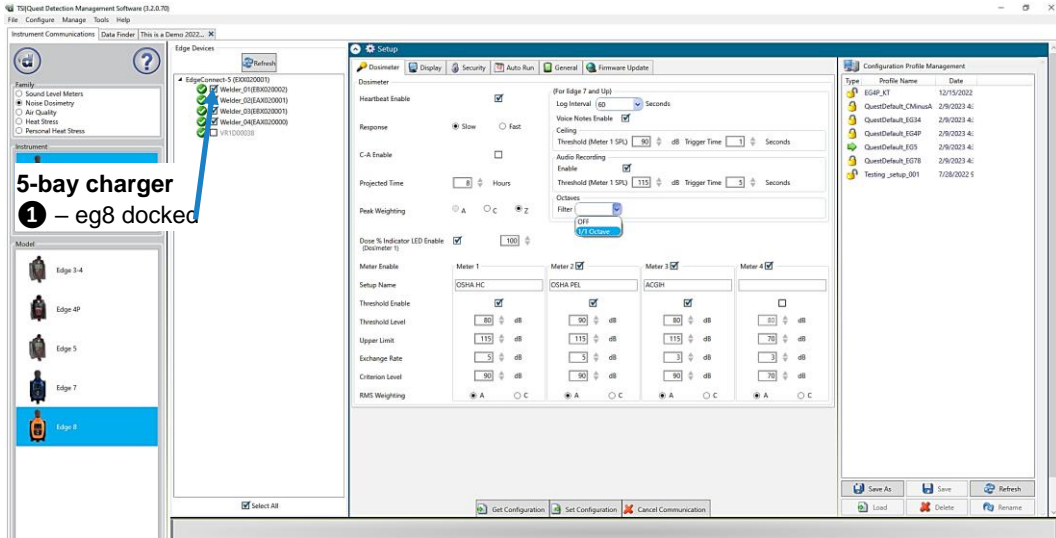 TSI|Quest Detection Management Software (3.2.0.70)
File Configure Manage Tools Help
Instrument Communications Data Finder This is a Demo 2022...
Family
Sound Level Meters
Noise Dosimetry
Air Quality
Heat Stress
Personal Heat Stress
Instrument
5-bay charger
❶ – eg8 docked
Model
Edge 3-4
Edge 4P
Edge 5
Edge 7
Edge 8
Edge Devices
Refresh
EdgeConnect-5 (EXI020001)
Welder_01(EBX020002)
Welder_02(EBX020001)
Welder_03(EBX020001)
Welder_04(EAX020000)
VR1D00038
Select All
Setup
Dosimeter Display Security Auto Run General Firmware Update
Dosimeter
Heartbeat Enable
Response Slow Fast
C-A Enable
Projected Time 8 Hours
Peak Weighting A C Z
Dose % Indicator LED Enable 100
(Dosimeter 1)
(For Edge 7 and Up)
Log Interval 60 Seconds
Voice Notes Enable
Ceiling
Threshold (Meter 1 SPL) 90 dB Trigger Time 1 Seconds
Audio Recording
Enable
Threshold (Meter 1 SPL) 115 dB Trigger Time 5 Seconds
Octaves
Filter
OFF
1/1 Octave
Meter Enable Meter 1 Meter 2 Meter 3 Meter 4
Setup Name OSHA HC OSHA PEL ACGIH
Threshold Enable
Threshold Level 80 dB 90 dB 80 dB 80 dB
Upper Limit 115 dB 115 dB 115 dB 70 dB
Exchange Rate 5 dB 5 dB 3 dB 3 dB
Criterion Level 90 dB 90 dB 90 dB 70 dB
RMS Weighting A C A C A C A C
Get Configuration Set Configuration Cancel Communication
Configuration Profile Management
Type Profile Name Date
EG4P_KT 12/15/2022
QuestDefault_CMinusA 2/9/2023 4:
QuestDefault_EG34 2/9/2023 4:
QuestDefault_EG4P 2/9/2023 4:
QuestDefault_EG5 2/9/2023 4:
QuestDefault_EG78 2/9/2023 4:
Testing _setup_001 7/28/2022 9
Save As Save Refresh
Load Delete Rename